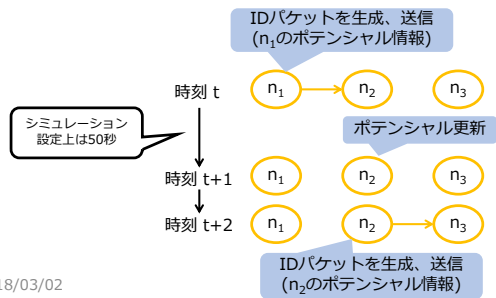 IDパケットを生成、送信
(n₁のポテンシャル情報)
時刻 t
n₁
n₂
n₃
シミュレーション
設定上は50秒
ポテンシャル更新
時刻 t+1
n₁
n₂
n₃
時刻 t+2
n₁
n₂
n₃
IDパケットを生成、送信
(n₂のポテンシャル情報)
18/03/02